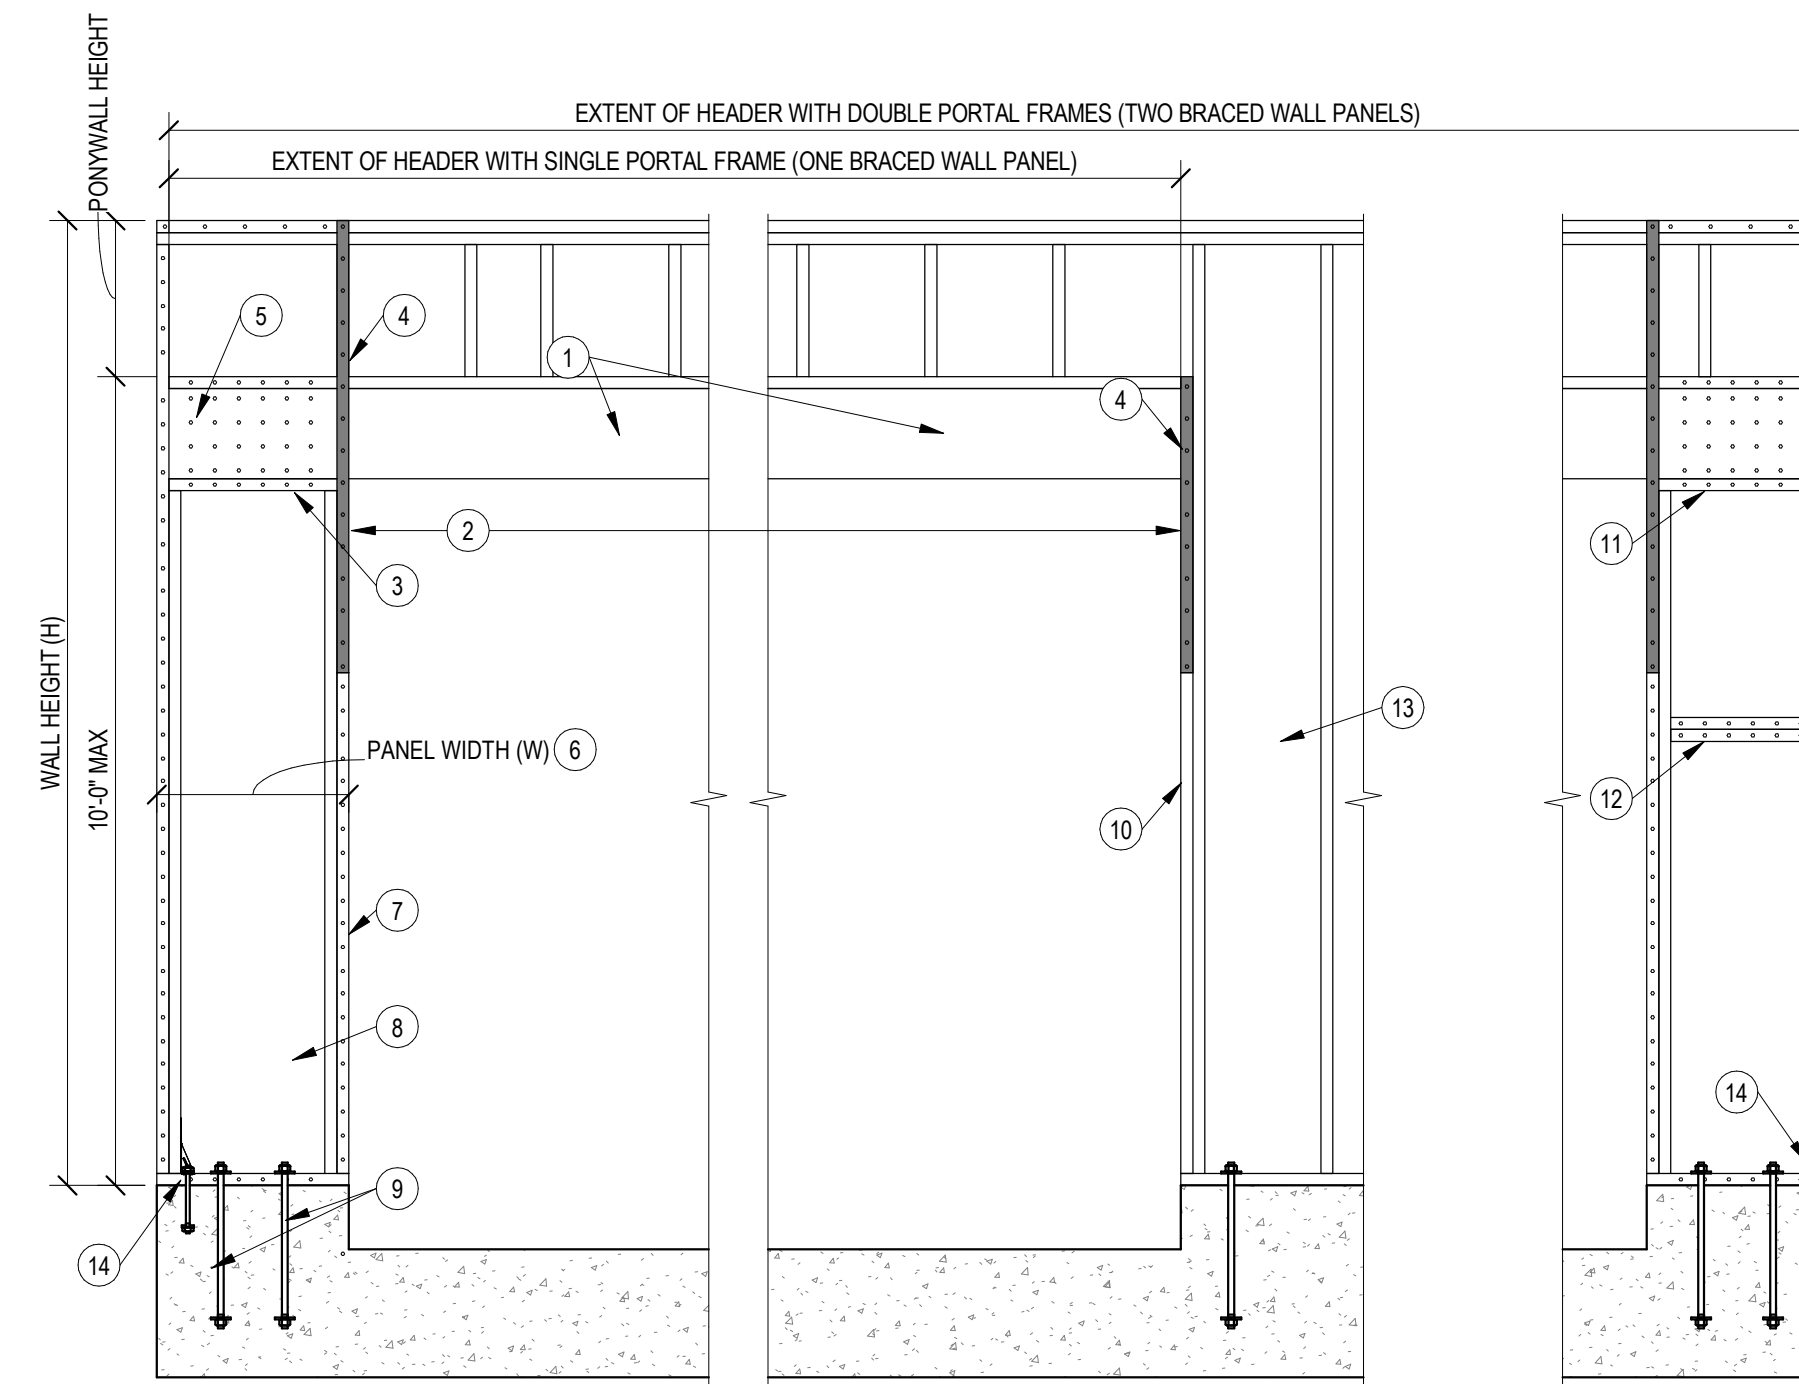 PONYWALL HEIGHT
EXTENT OF HEADER WITH DOUBLE PORTAL FRAMES (TWO BRACED WALL PANELS)
EXTENT OF HEADER WITH SINGLE PORTAL FRAME (ONE BRACED WALL PANEL)
5
4
1
4
2
11
3
WALL HEIGHT (H)
10'-0" MAX
13
PANEL WIDTH (W) 6
12
10
7
8
14
9
14